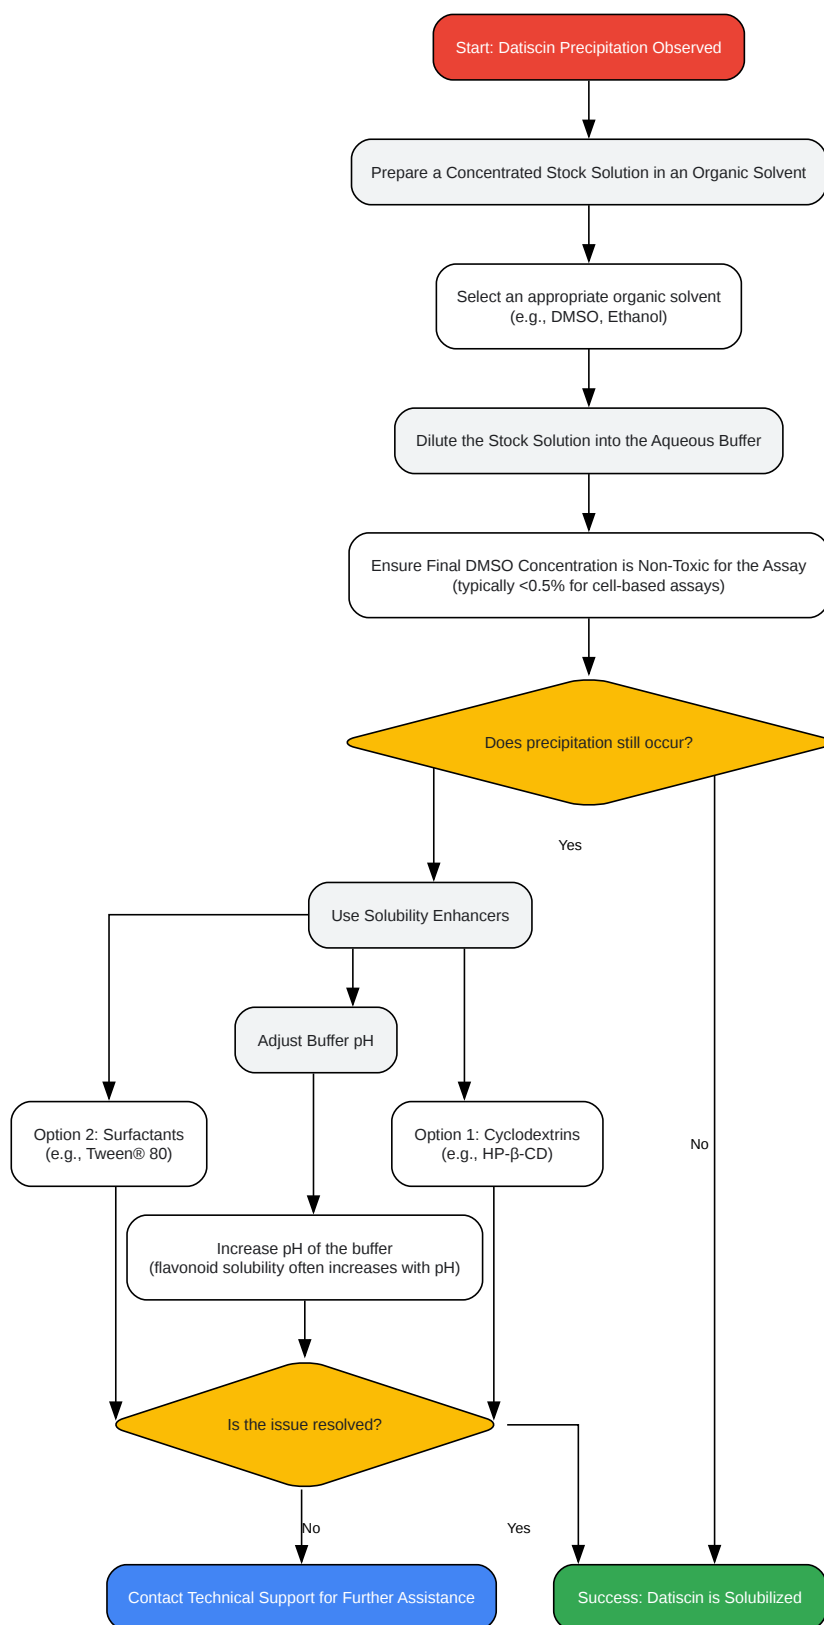 Start: Datiscin Precipitation Observed
Prepare a Concentrated Stock Solution in an Organic Solvent
Select an appropriate organic solvent
(e.g., DMSO, Ethanol)
Dilute the Stock Solution into the Aqueous Buffer
Ensure Final DMSO Concentration is Non-Toxic for the Assay
(typically <0.5% for cell-based assays)
Does precipitation still occur?
Yes
Use Solubility Enhancers
Adjust Buffer pH
Option 2: Surfactants
(e.g., Tween® 80)
Option 1: Cyclodextrins
(e.g., HP-β-CD)
No
Increase pH of the buffer
(flavonoid solubility often increases with pH)
Is the issue resolved?
No
Yes
Contact Technical Support for Further Assistance
Success: Datiscin is Solubilized